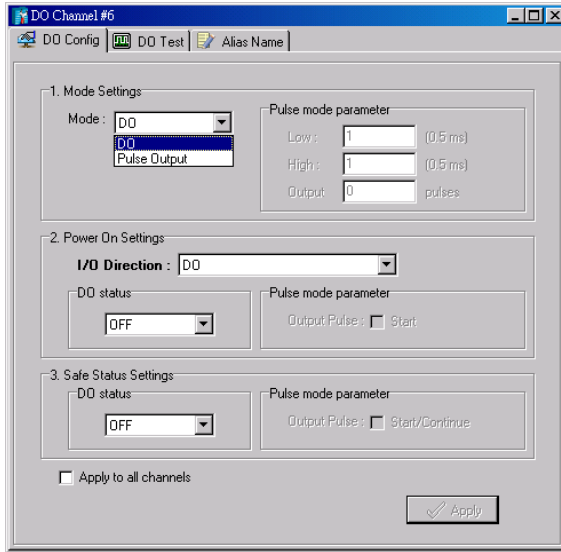 DO Channel #6
DO Config DO Test Alias Name
1. Mode Settings
Mode : DO
DO
Pulse Output
Pulse mode parameter
Low : 1 (0.5 ms)
High : 1 (0.5 ms)
Output 0 pulses
2. Power On Settings
I/O Direction : DO
DO status
OFF
Pulse mode parameter
Output Pulse : Start
3. Safe Status Settings
DO status
OFF
Pulse mode parameter
Output Pulse : Start/Continue
Apply to all channels
Apply